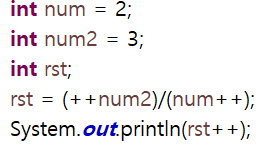 int num = 2;
int num2 = 3;
int rst;
rst = (++num2)/(num++);
System.out.println(rst++);